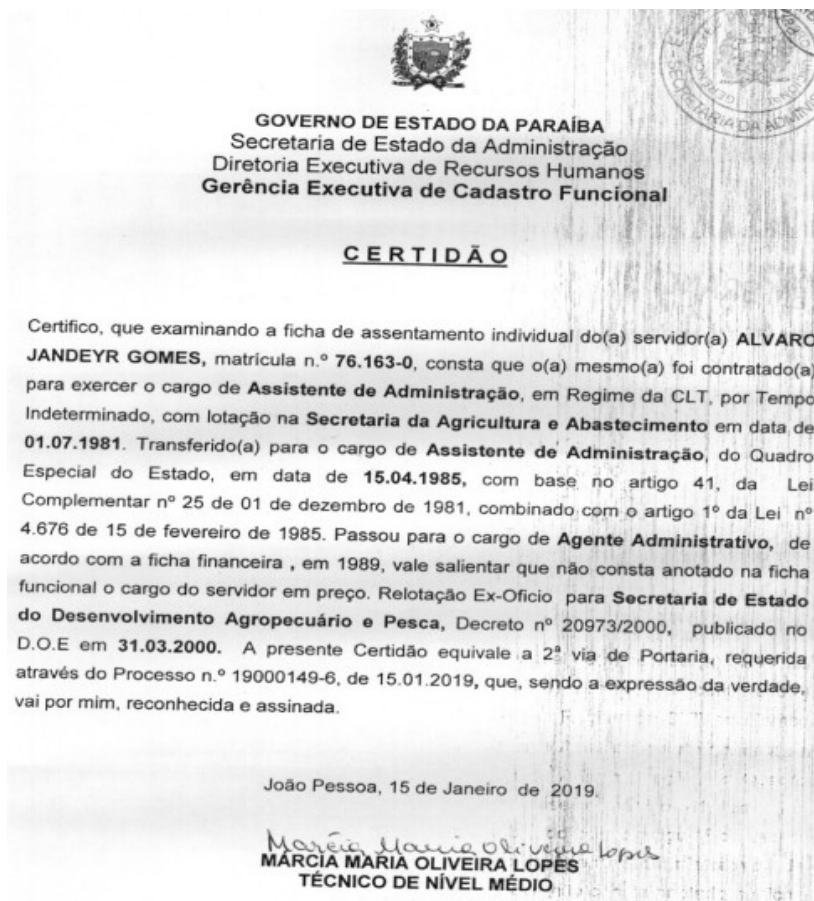 GOVERNO DE ESTADO DA PARAÍBA
Secretaria de Estado da Administração
Diretoria Executiva de Recursos Humanos
Gerência Executiva de Cadastro Funcional
CERTIDÃO
Certifico, que examinando a ficha de assentamento individual do(a) servidor(a) ALVARO
JANDEYR GOMES, matrícula n.º 76.163-0, consta que o(a) mesmo(a) foi contratado(a)
para exercer o cargo de Assistente de Administração, em Regime da CLT, por Tempo
Indeterminado, com lotação na Secretaria da Agricultura e Abastecimento em data de
01.07.1981. Transferido(a) para o cargo de Assistente de Administração, do Quadro
Especial do Estado, em data de 15.04.1985, com base no artigo 41, da Lei
Complementar nº 25 de 01 de dezembro de 1981, combinado com o artigo 1º da Lei nº
4.676 de 15 de fevereiro de 1985. Passou para o cargo de Agente Administrativo, de
acordo com a ficha financeira , em 1989, vale salientar que não consta anotado na ficha
funcional o cargo do servidor em preço. Relotação Ex-Oficio para Secretaria de Estado
do Desenvolvimento Agropecuário e Pesca, Decreto nº 20973/2000, publicado no
D.O.E em 31.03.2000. A presente Certidão equivale a 2ª via de Portaria, requerida
através do Processo n.º 19000149-6, de 15.01.2019, que, sendo a expressão da verdade,
vai por mim, reconhecida e assinada.
João Pessoa, 15 de Janeiro de 2019.
Marcia Maria Oliveira Lopes
MÁRCIA MARIA OLIVEIRA LOPES
TÉCNICO DE NÍVEL MÉDIO